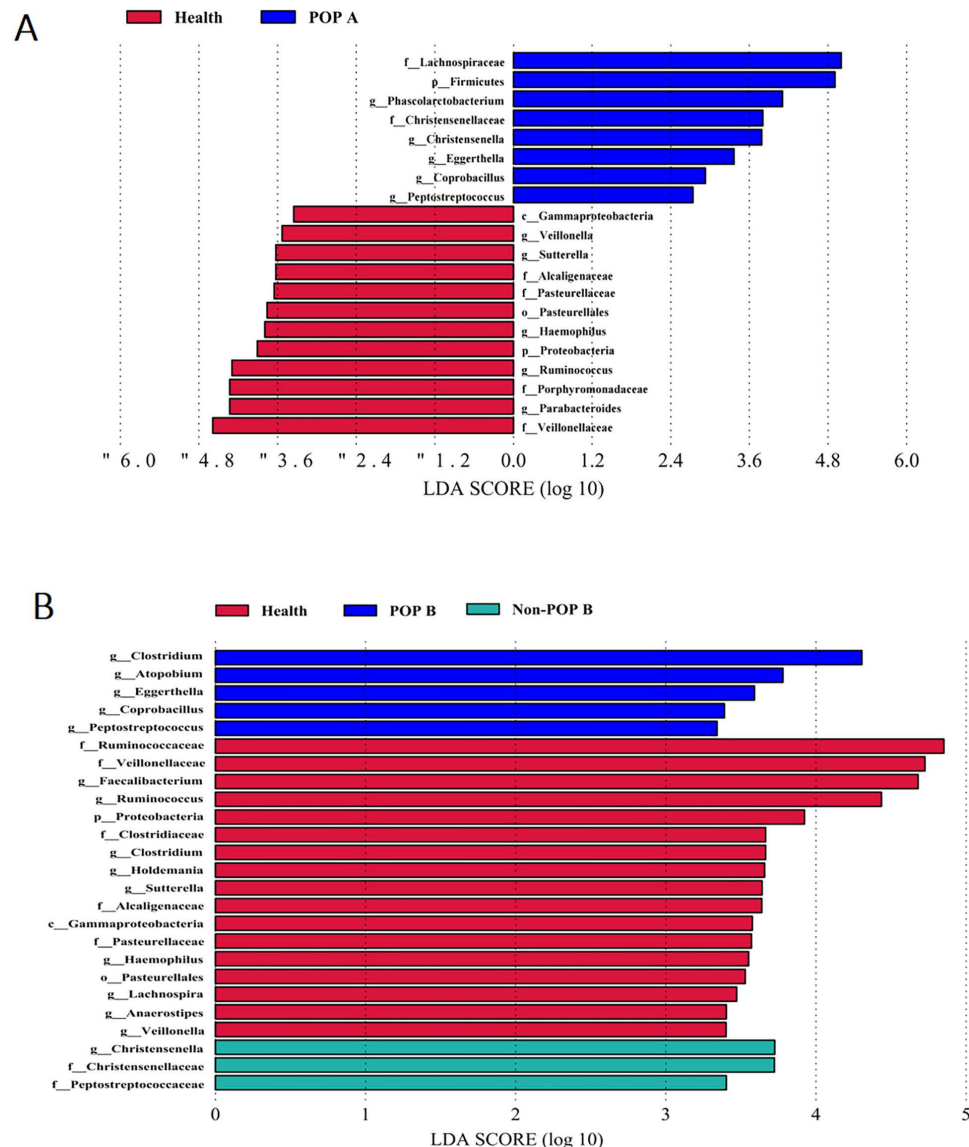 A
Health POP A
f__Lachnospiraceae
p__Firmicutes
g__Phascolarctobacterium
f__Christensenellaceae
g__Christensenella
g__Eggerthella
g__Coprobacillus
g__Peptostreptococcus
c__Gammaproteobacteria
g__Veillonella
g__Sutterella
f__Alcaligenaceae
f__Pasteurellaceae
o__Pasteurellales
g__Haemophilus
p__Proteobacteria
g__Ruminococcus
f__Porphyromonadaceae
g__Parabacteroides
f__Veillonellaceae
" 6.0 " 4.8 " 3.6 " 2.4 " 1.2 0.0 1.2 2.4 3.6 4.8 6.0
LDA SCORE (log 10)
B
Health POP B Non-POP B
g__Clostridium
g__Atopobium
g__Eggerthella
g__Coprobacillus
g__Peptostreptococcus
f__Ruminococcaceae
f__Veillonellaceae
g__Faecalibacterium
g__Ruminococcus
p__Proteobacteria
f__Clostridiaceae
g__Clostridium
g__Holdemania
g__Sutterella
f__Alcaligenaceae
c__Gammaproteobacteria
f__Pasteurellaceae
g__Haemophilus
o__Pasteurellales
g__Lachnospira
g__Anaerostipes
g__Veillonella
g__Christensenella
f__Christensenellaceae
f__Peptostreptococcaceae
0 1 2 3 4 5
LDA SCORE (log 10)